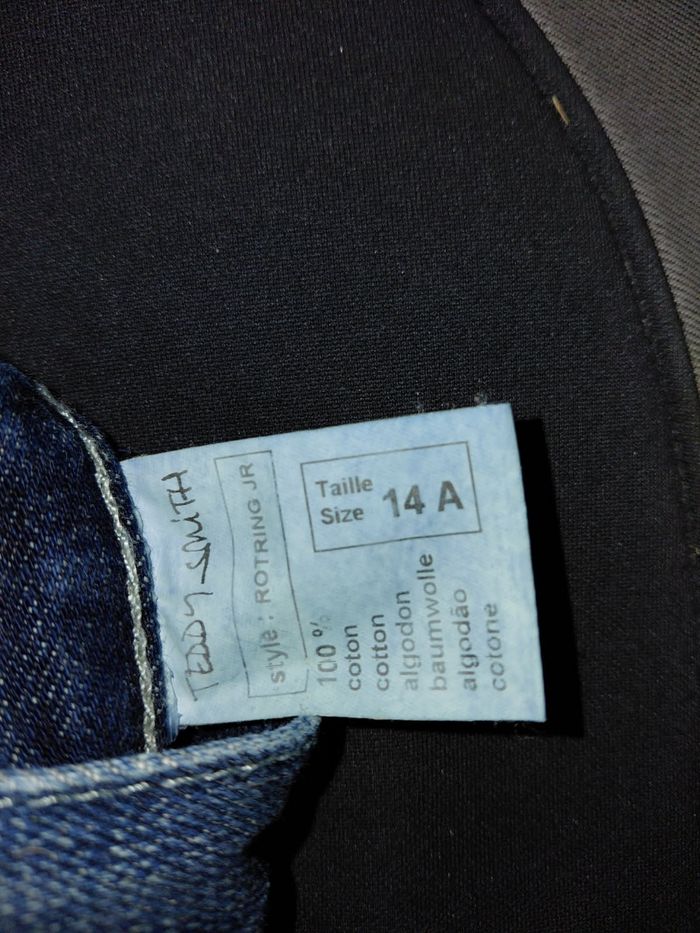 TEDDY SMITH
style : ROTRING JR
Taille
Size 14 A
100 %
coton
cotton
algodon
baumwolle
algodão
cotone